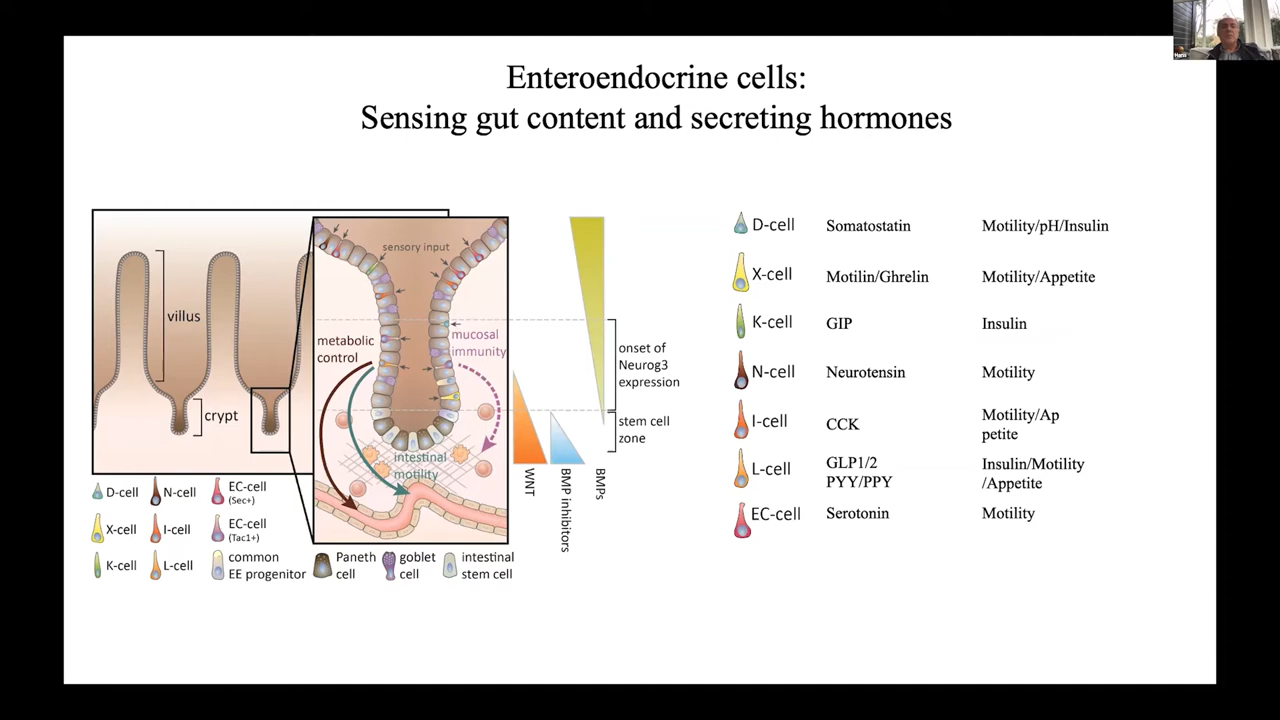 Hans
Enteroendocrine cells:
Sensing gut content and secreting hormones
villus
crypt
sensory input
metabolic
control
mucosal
immunity
intestinal
motility
onset of
Neurog3
expression
stem cell
zone
WNT
BMP inhibitors
BMPs
D-cell
N-cell
EC-cell
(Sec+)
X-cell
I-cell
EC-cell
(Tac1+)
K-cell
L-cell
common
EE progenitor
Paneth
cell
goblet
cell
intestinal
stem cell
D-cell Somatostatin Motility/pH/Insulin
X-cell Motilin/Ghrelin Motility/Appetite
K-cell GIP Insulin
N-cell Neurotensin Motility
I-cell CCK Motility/Ap
petite
L-cell GLP1/2 Insulin/Motility
PYY/PPY /Appetite
EC-cell Serotonin Motility